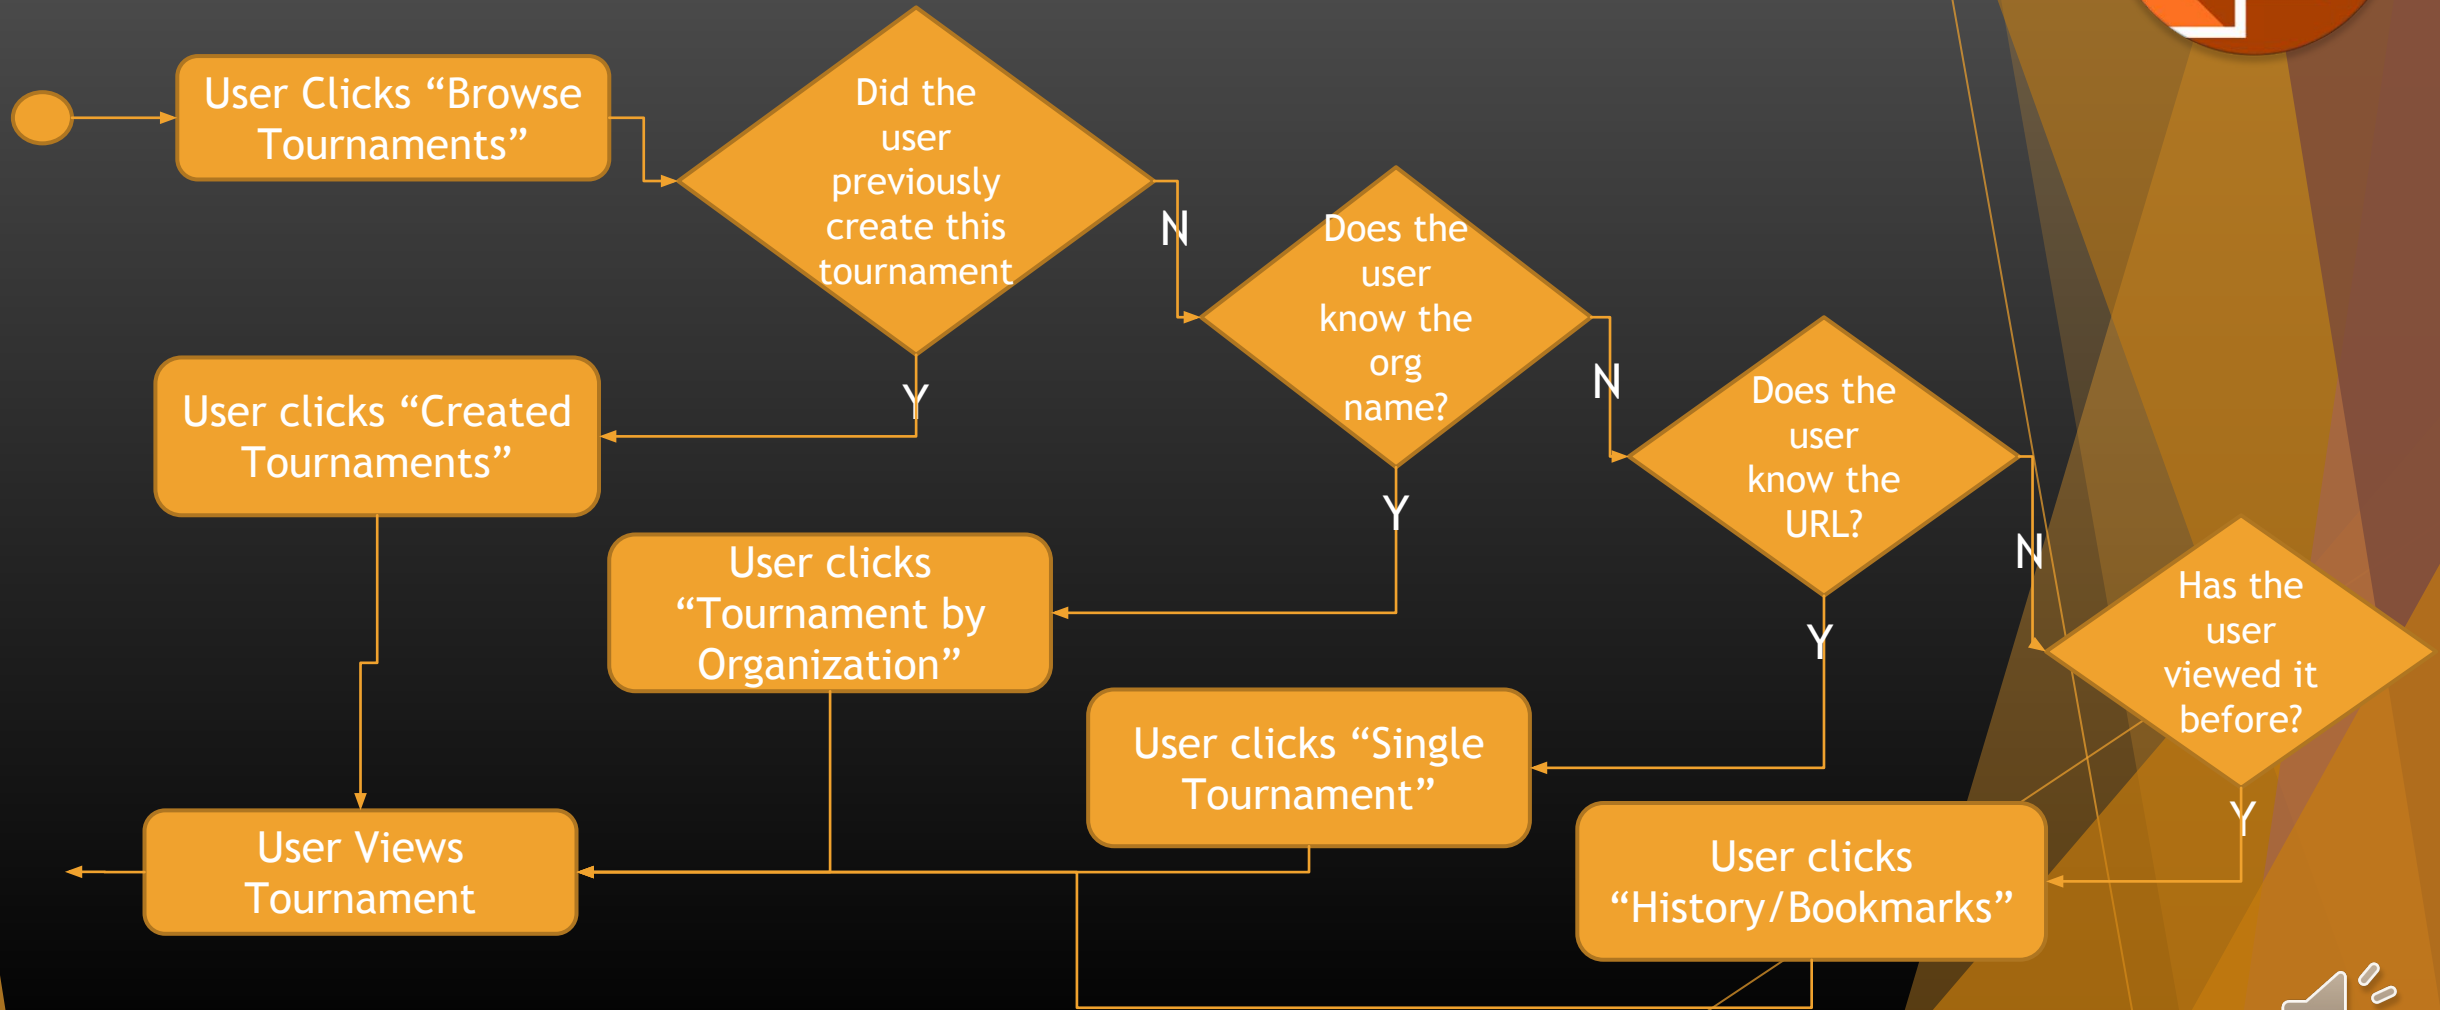 User Clicks “Browse
Tournaments”
Did the
user
previously
create this
tournament
N
Does the
user
know the
org
name?
N
Does the
user
know the
URL?
N
Has the
user
viewed it
before?
Y
User clicks “Created
Tournaments”
Y
User clicks
“Tournament by
Organization”
Y
User clicks “Single
Tournament”
Y
User clicks
“History/Bookmarks”
User Views
Tournament